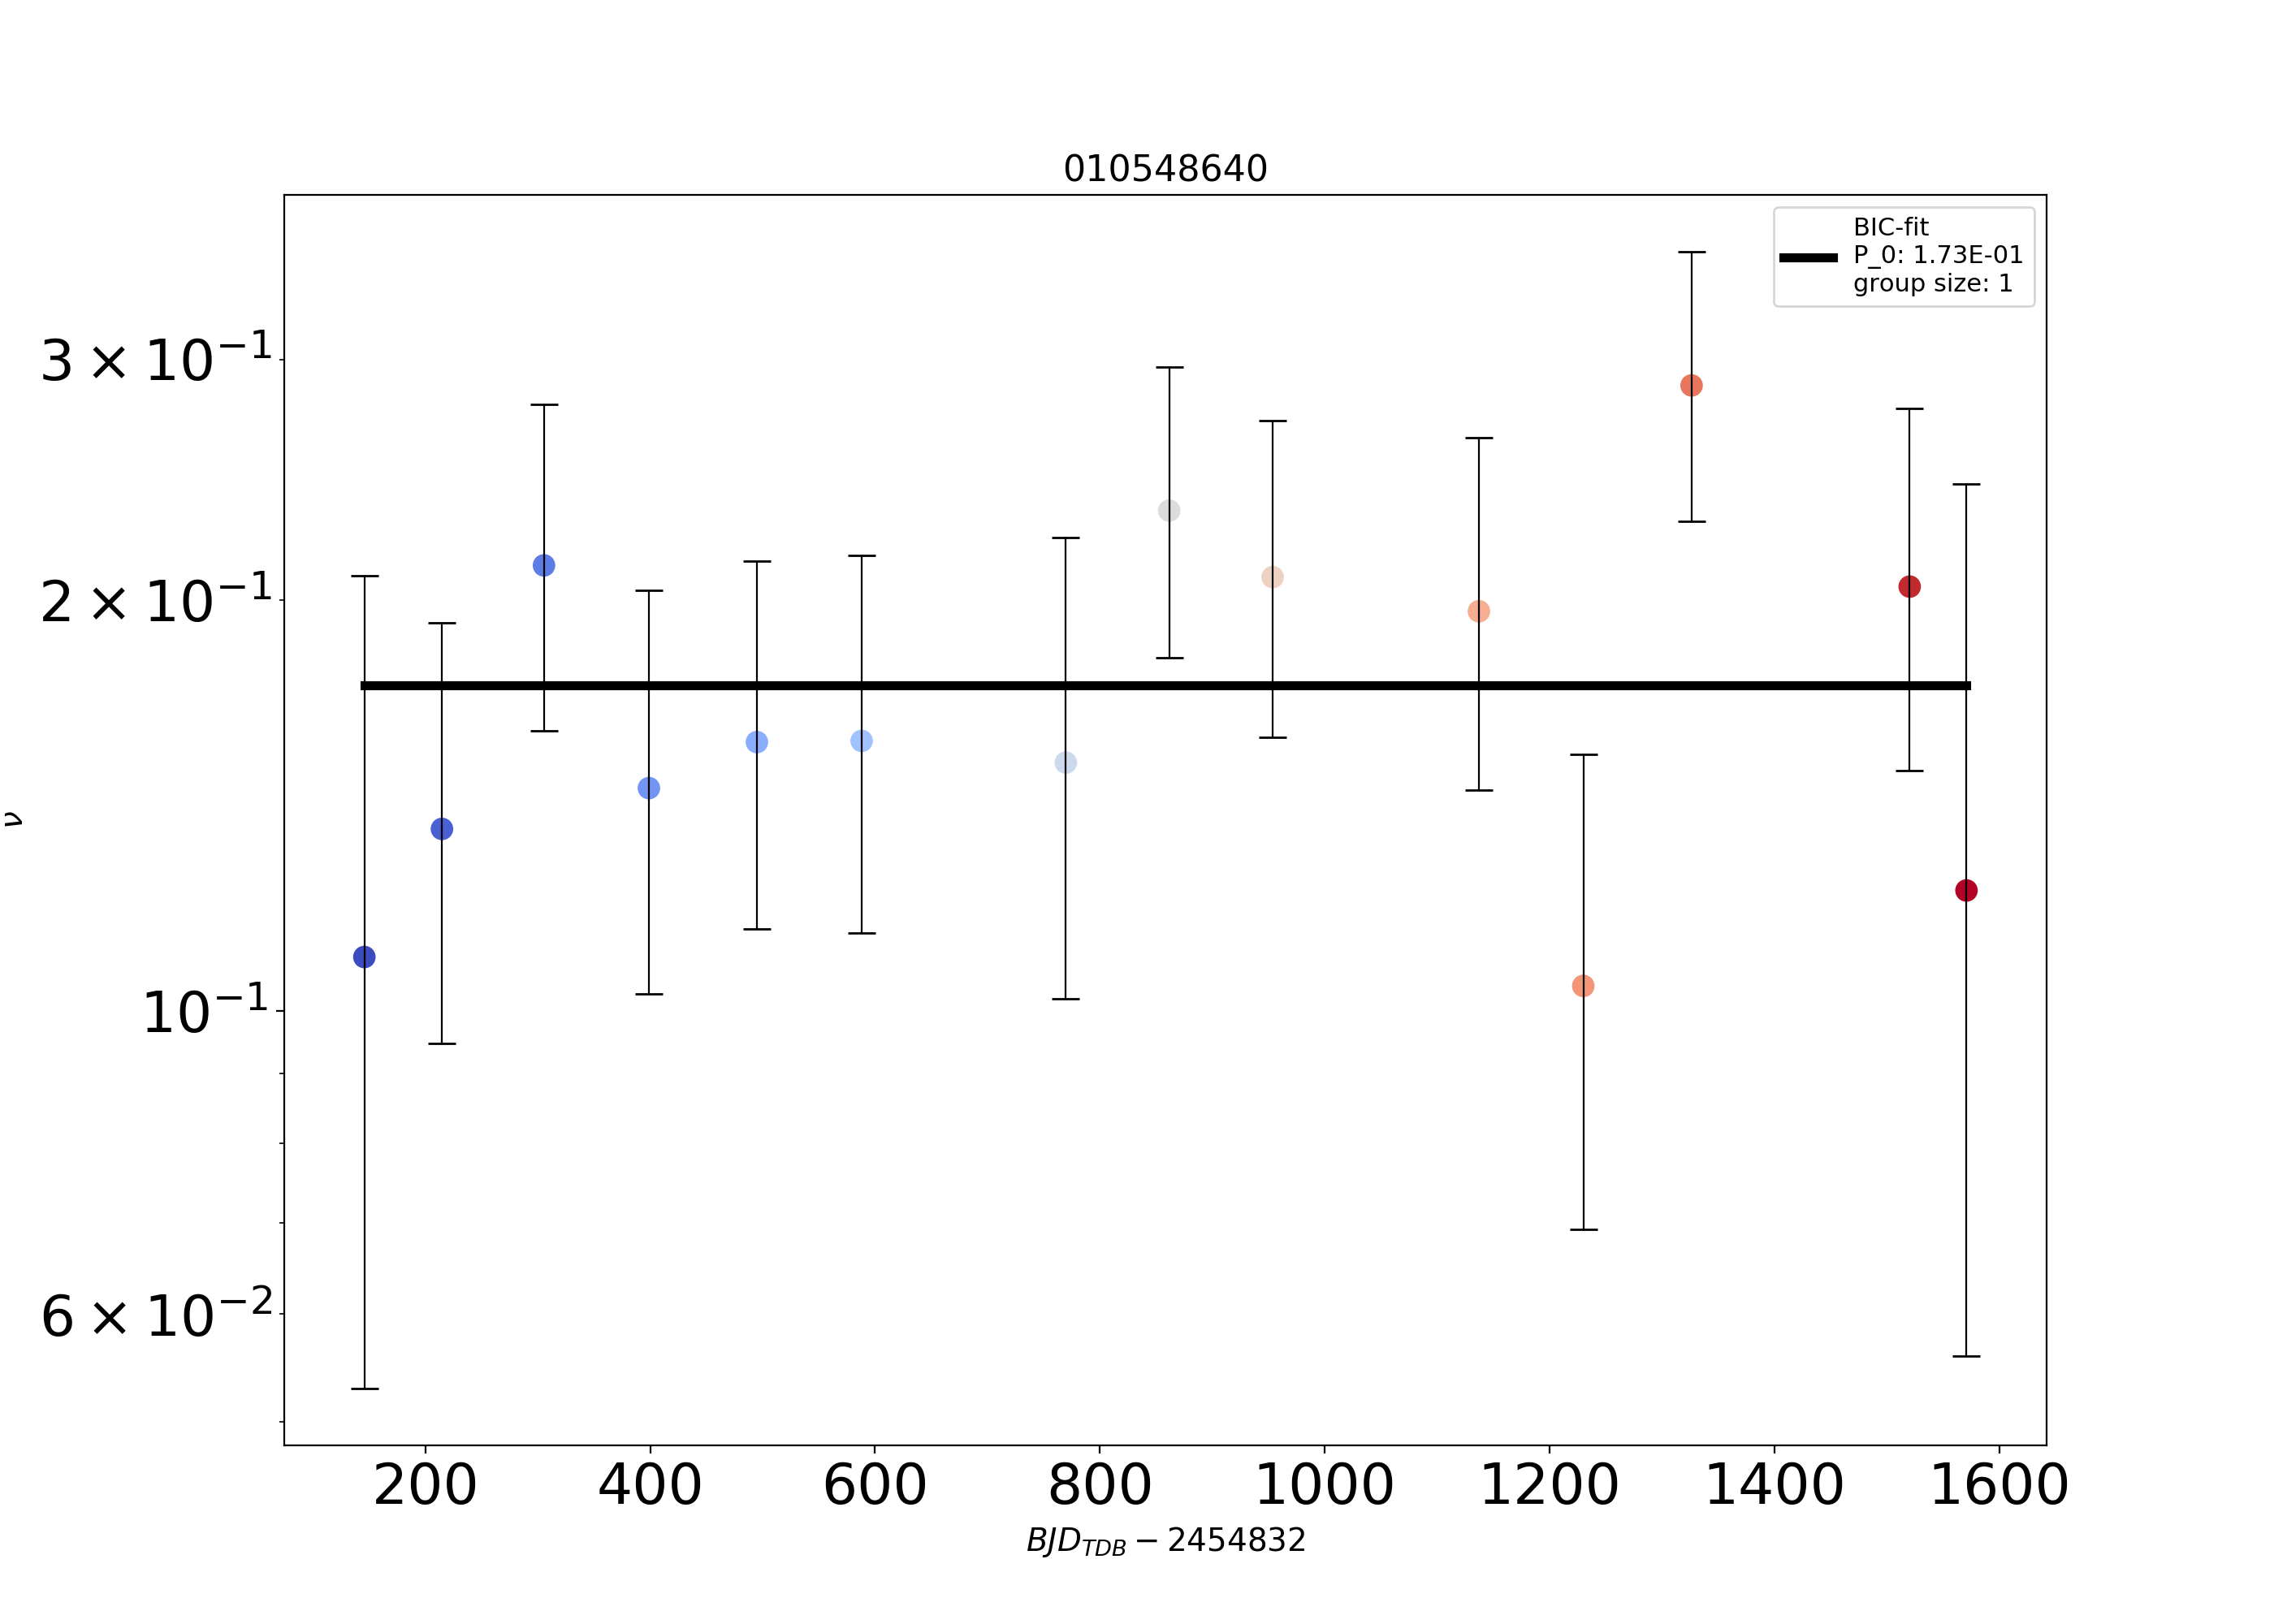 010548640
BIC-fit
P_0: 1.73E-01
group size: 1
3 × 10⁻¹
2 × 10⁻¹
10⁻¹
6 × 10⁻²
ν
200 400 600 800 1000 1200 1400 1600
BJD_TDB − 2454832